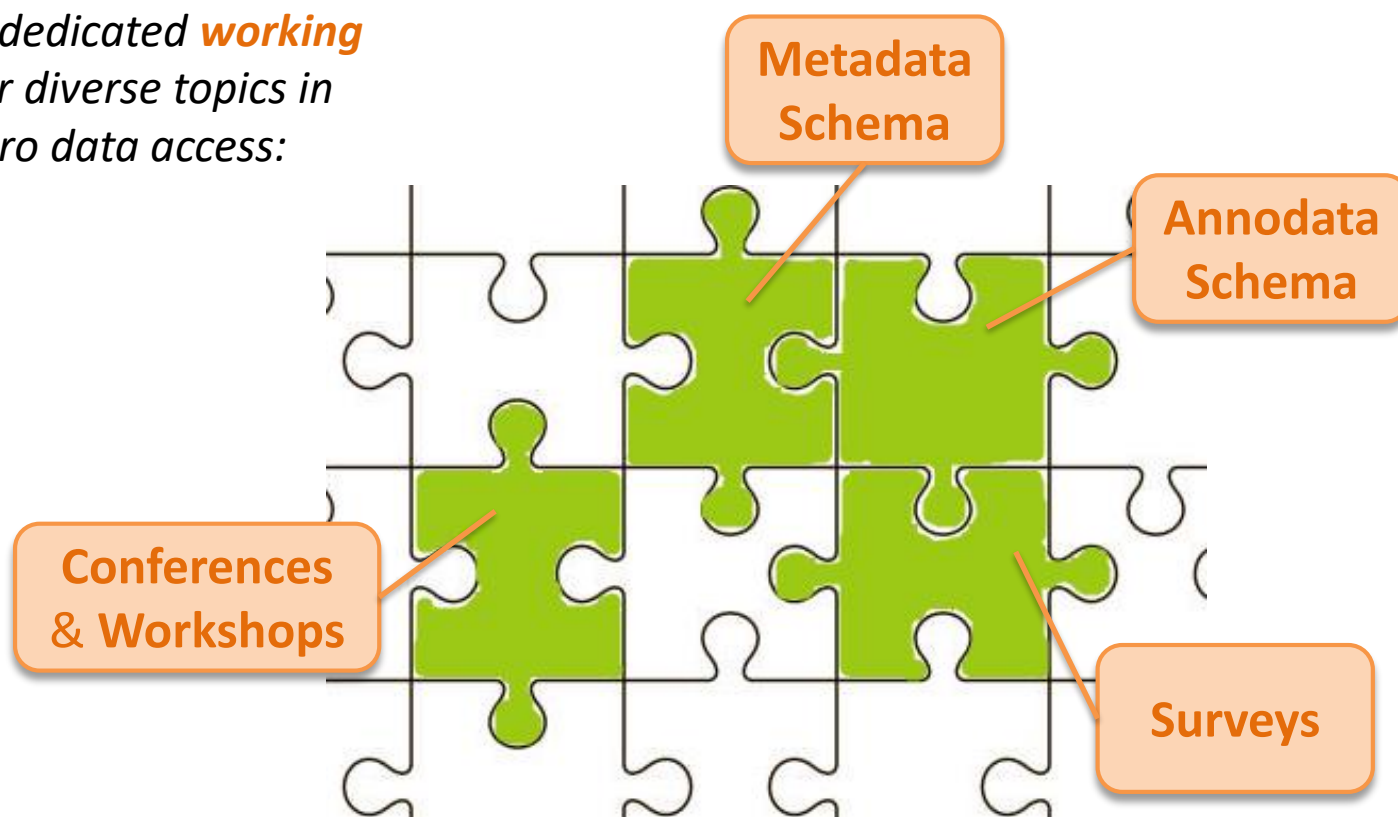 dedicated working
r diverse topics in
ro data access:
Metadata
Schema
Annodata
Schema
Conferences
& Workshops
Surveys